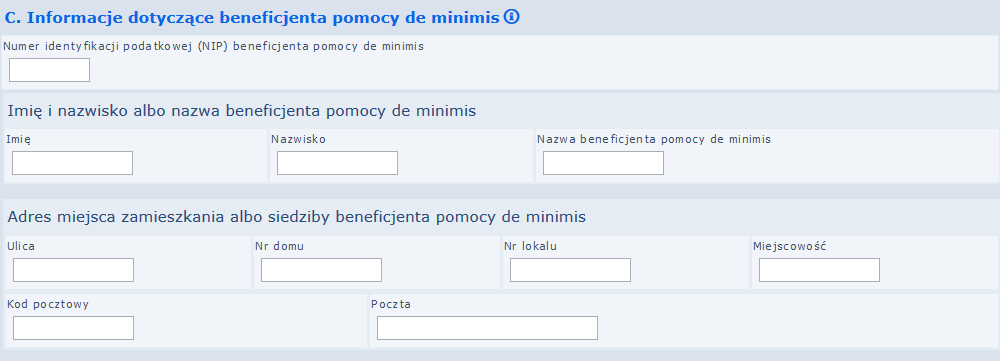 C. Informacje dotyczące beneficjenta pomocy de minimis
Numer identyfikacji podatkowej (NIP) beneficjenta pomocy de minimis
Imię i nazwisko albo nazwa beneficjenta pomocy de minimis
Imię Nazwisko Nazwa beneficjenta pomocy de minimis
Adres miejsca zamieszkania albo siedziby beneficjenta pomocy de minimis
Ulica Nr domu Nr lokalu Miejscowość
Kod pocztowy Poczta